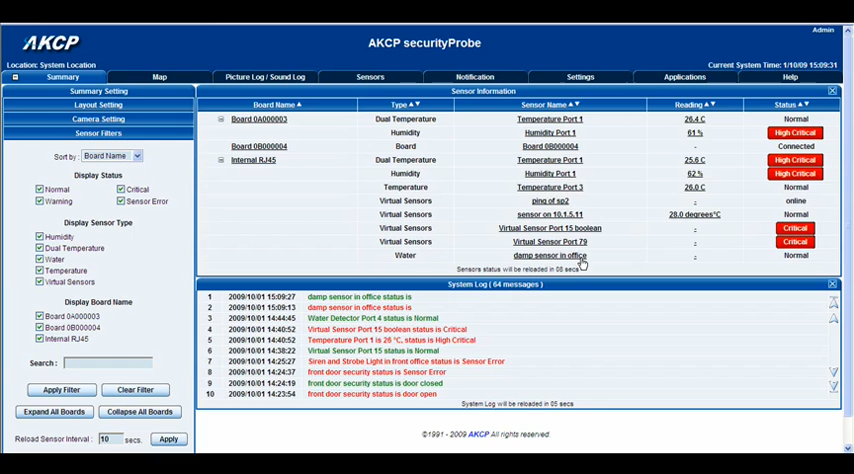 Admin
AKCP
AKCP securityProbe
Location: System Location
Current System Time: 1/10/09 15:09:31
Summary Map Picture Log / Sound Log Sensors Notification Settings Applications Help
Summary Setting
Layout Setting
Camera Setting
Sensor Filters
Sort by : Board Name
Display Status
Normal Critical
Warning Sensor Error
Display Sensor Type
Humidity
Dual Temperature
Water
Temperature
Virtual Sensors
Display Board Name
Board 0A000003
Board 0B000004
Internal RJ45
Search :
Apply Filter Clear Filter
Expand All Boards Collapse All Boards
Reload Sensor Interval : 10 secs. Apply
Sensor Information
Board Name Type Sensor Name Reading Status
Board 0A000003 Dual Temperature Temperature Port 1 26.4 C Normal
Humidity Humidity Port 1 61 % High Critical
Board 0B000004 Board Board 0B000004 - Connected
Internal RJ45 Dual Temperature Temperature Port 1 25.6 C High Critical
Humidity Humidity Port 1 62 % High Critical
Temperature Temperature Port 3 26.0 C Normal
Virtual Sensors ping of sp2 - online
Virtual Sensors sensor on 10.1.5.11 28.0 degrees°C Normal
Virtual Sensors Virtual Sensor Port 15 boolean - Critical
Virtual Sensors Virtual Sensor Port 79 - Critical
Water damp sensor in office - Normal
Sensors status will be reloaded in 08 secs
System Log ( 64 messages )
1 2009/10/01 15:09:27 damp sensor in office status is
2 2009/10/01 15:09:13 damp sensor in office status is
3 2009/10/01 14:44:45 Water Detector Port 4 status is Normal
4 2009/10/01 14:40:52 Virtual Sensor Port 15 boolean status is Critical
5 2009/10/01 14:40:52 Temperature Port 1 is 26 °C, status is High Critical
6 2009/10/01 14:38:22 Virtual Sensor Port 15 status is Normal
7 2009/10/01 14:25:27 Siren and Strobe Light in front office status is Sensor Error
8 2009/10/01 14:24:37 front door security status is Sensor Error
9 2009/10/01 14:24:19 front door security status is door closed
10 2009/10/01 14:23:54 front door security status is door open
System Log will be reloaded in 05 secs
©1991 - 2009 AKCP All rights reserved.